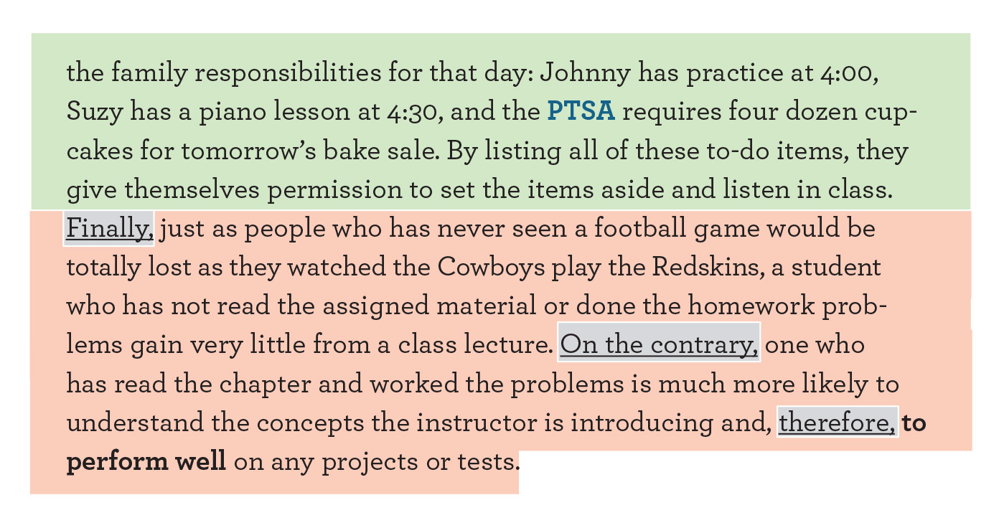 the family responsibilities for that day: Johnny has practice at 4:00,
Suzy has a piano lesson at 4:30, and the PTSA requires four dozen cup-
cakes for tomorrow’s bake sale. By listing all of these to-do items, they
give themselves permission to set the items aside and listen in class.
Finally, just as people who has never seen a football game would be
totally lost as they watched the Cowboys play the Redskins, a student
who has not read the assigned material or done the homework prob-
lems gain very little from a class lecture. On the contrary, one who
has read the chapter and worked the problems is much more likely to
understand the concepts the instructor is introducing and, therefore, to
perform well on any projects or tests.